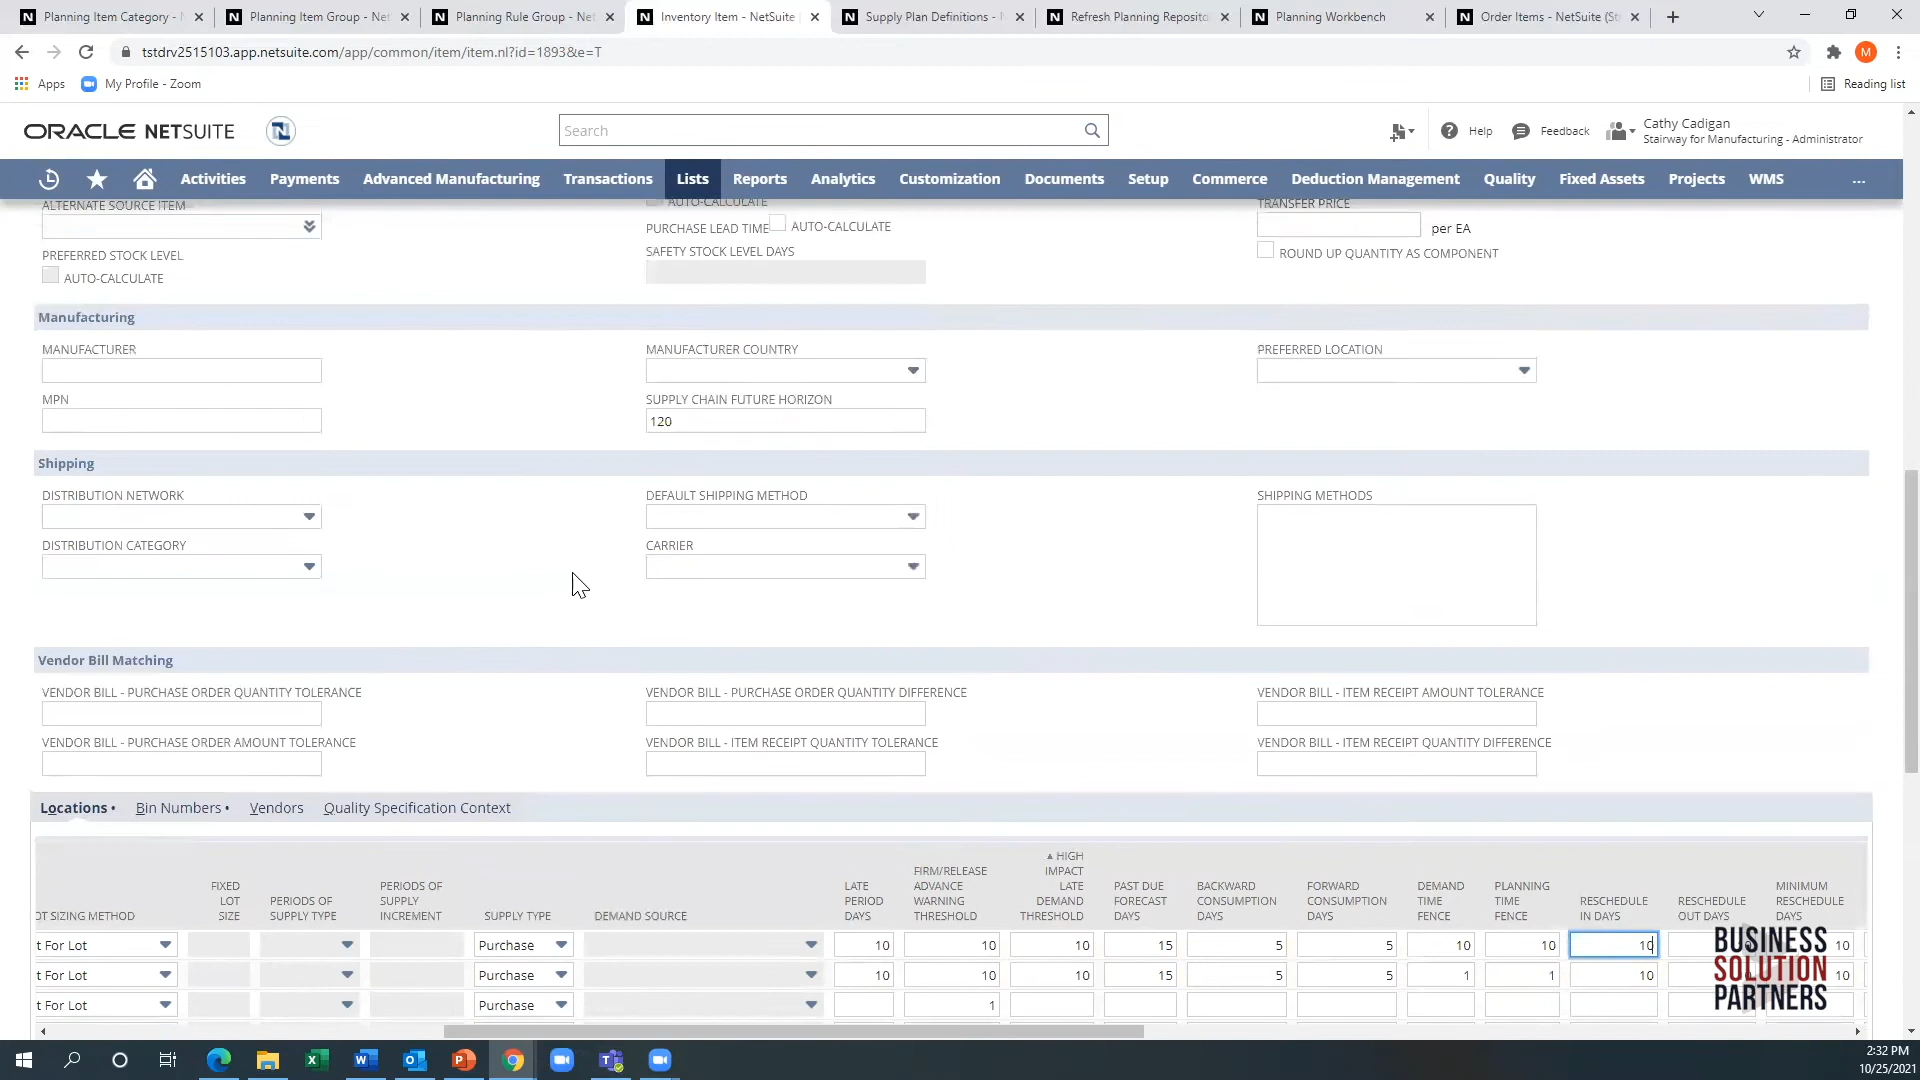 Planning Item Category - N
Planning Item Group - Net
Planning Rule Group - Net
Inventory Item - NetSuite
Supply Plan Definitions - N
Refresh Planning Reposito
Planning Workbench
Order Items - NetSuite (St
tstdrv2515103.app.netsuite.com/app/common/item/item.nl?id=1893&e=T
M
Apps
My Profile - Zoom
Reading list
ORACLE NETSUITE
Search
Help
Feedback
Cathy Cadigan
Stairway for Manufacturing - Administrator
Activities
Payments
Advanced Manufacturing
Transactions
Lists
Reports
Analytics
Customization
Documents
Setup
Commerce
Deduction Management
Quality
Fixed Assets
Projects
WMS
...
ALTERNATE SOURCE ITEM
AUTO-CALCULATE
TRANSFER PRICE
PURCHASE LEAD TIME
AUTO-CALCULATE
per EA
PREFERRED STOCK LEVEL
SAFETY STOCK LEVEL DAYS
ROUND UP QUANTITY AS COMPONENT
AUTO-CALCULATE
Manufacturing
MANUFACTURER
MANUFACTURER COUNTRY
PREFERRED LOCATION
MPN
SUPPLY CHAIN FUTURE HORIZON
120
Shipping
DISTRIBUTION NETWORK
DEFAULT SHIPPING METHOD
SHIPPING METHODS
DISTRIBUTION CATEGORY
CARRIER
Vendor Bill Matching
VENDOR BILL - PURCHASE ORDER QUANTITY TOLERANCE
VENDOR BILL - PURCHASE ORDER QUANTITY DIFFERENCE
VENDOR BILL - ITEM RECEIPT AMOUNT TOLERANCE
VENDOR BILL - PURCHASE ORDER AMOUNT TOLERANCE
VENDOR BILL - ITEM RECEIPT QUANTITY TOLERANCE
VENDOR BILL - ITEM RECEIPT QUANTITY DIFFERENCE
Locations •
Bin Numbers •
Vendors
Quality Specification Context
OT SIZING METHOD
FIXED
LOT
SIZE
PERIODS OF
SUPPLY TYPE
PERIODS OF
SUPPLY
INCREMENT
SUPPLY TYPE
DEMAND SOURCE
LATE
PERIOD
DAYS
FIRM/RELEASE
ADVANCE
WARNING
THRESHOLD
▲ HIGH
IMPACT
LATE
DEMAND
THRESHOLD
PAST DUE
FORECAST
DAYS
BACKWARD
CONSUMPTION
DAYS
FORWARD
CONSUMPTION
DAYS
DEMAND
TIME
FENCE
PLANNING
TIME
FENCE
RESCHEDULE
IN DAYS
RESCHEDULE
OUT DAYS
MINIMUM
RESCHEDULE
DAYS
t For Lot Purchase 10 10 10 15 5 5 10 10 10 10
t For Lot Purchase 10 10 10 15 5 5 1 1 10 10
t For Lot Purchase 1
BUSINESS
SOLUTION
PARTNERS
2:32 PM
10/25/2021